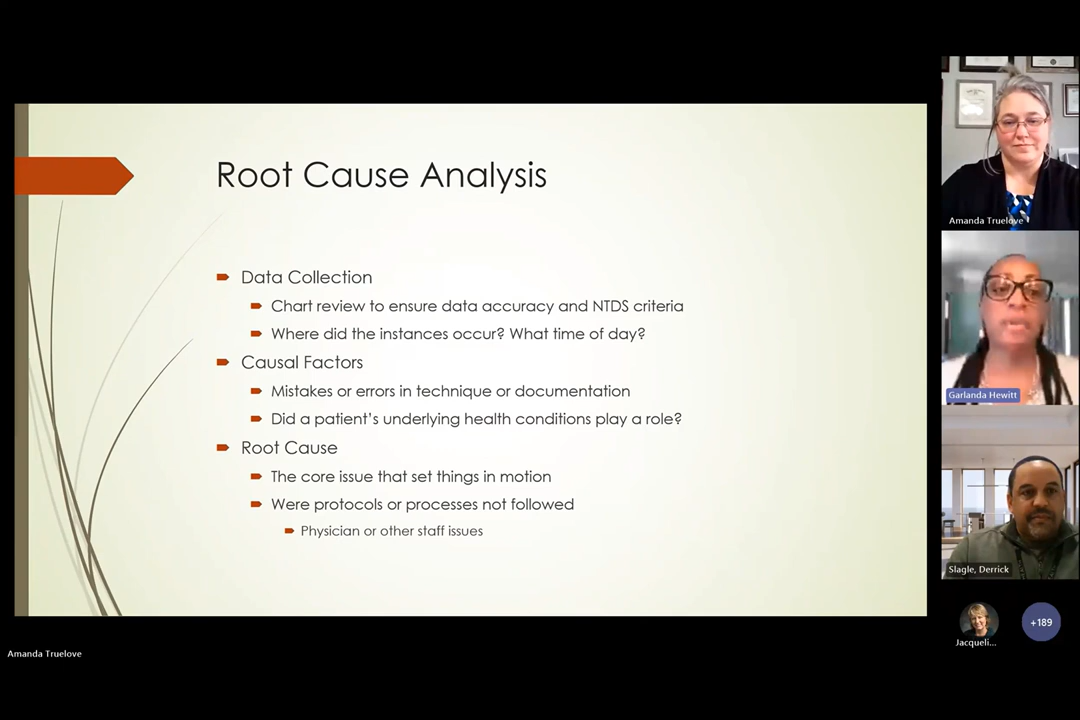 Root Cause Analysis
Data Collection
Chart review to ensure data accuracy and NTDS criteria
Where did the instances occur? What time of day?
Causal Factors
Mistakes or errors in technique or documentation
Did a patient's underlying health conditions play a role?
Root Cause
The core issue that set things in motion
Were protocols or processes not followed
Physician or other staff issues
Amanda Truelove
Garlanda Hewitt
Slagle, Derrick
Jacqueli...
+189
Amanda Truelove